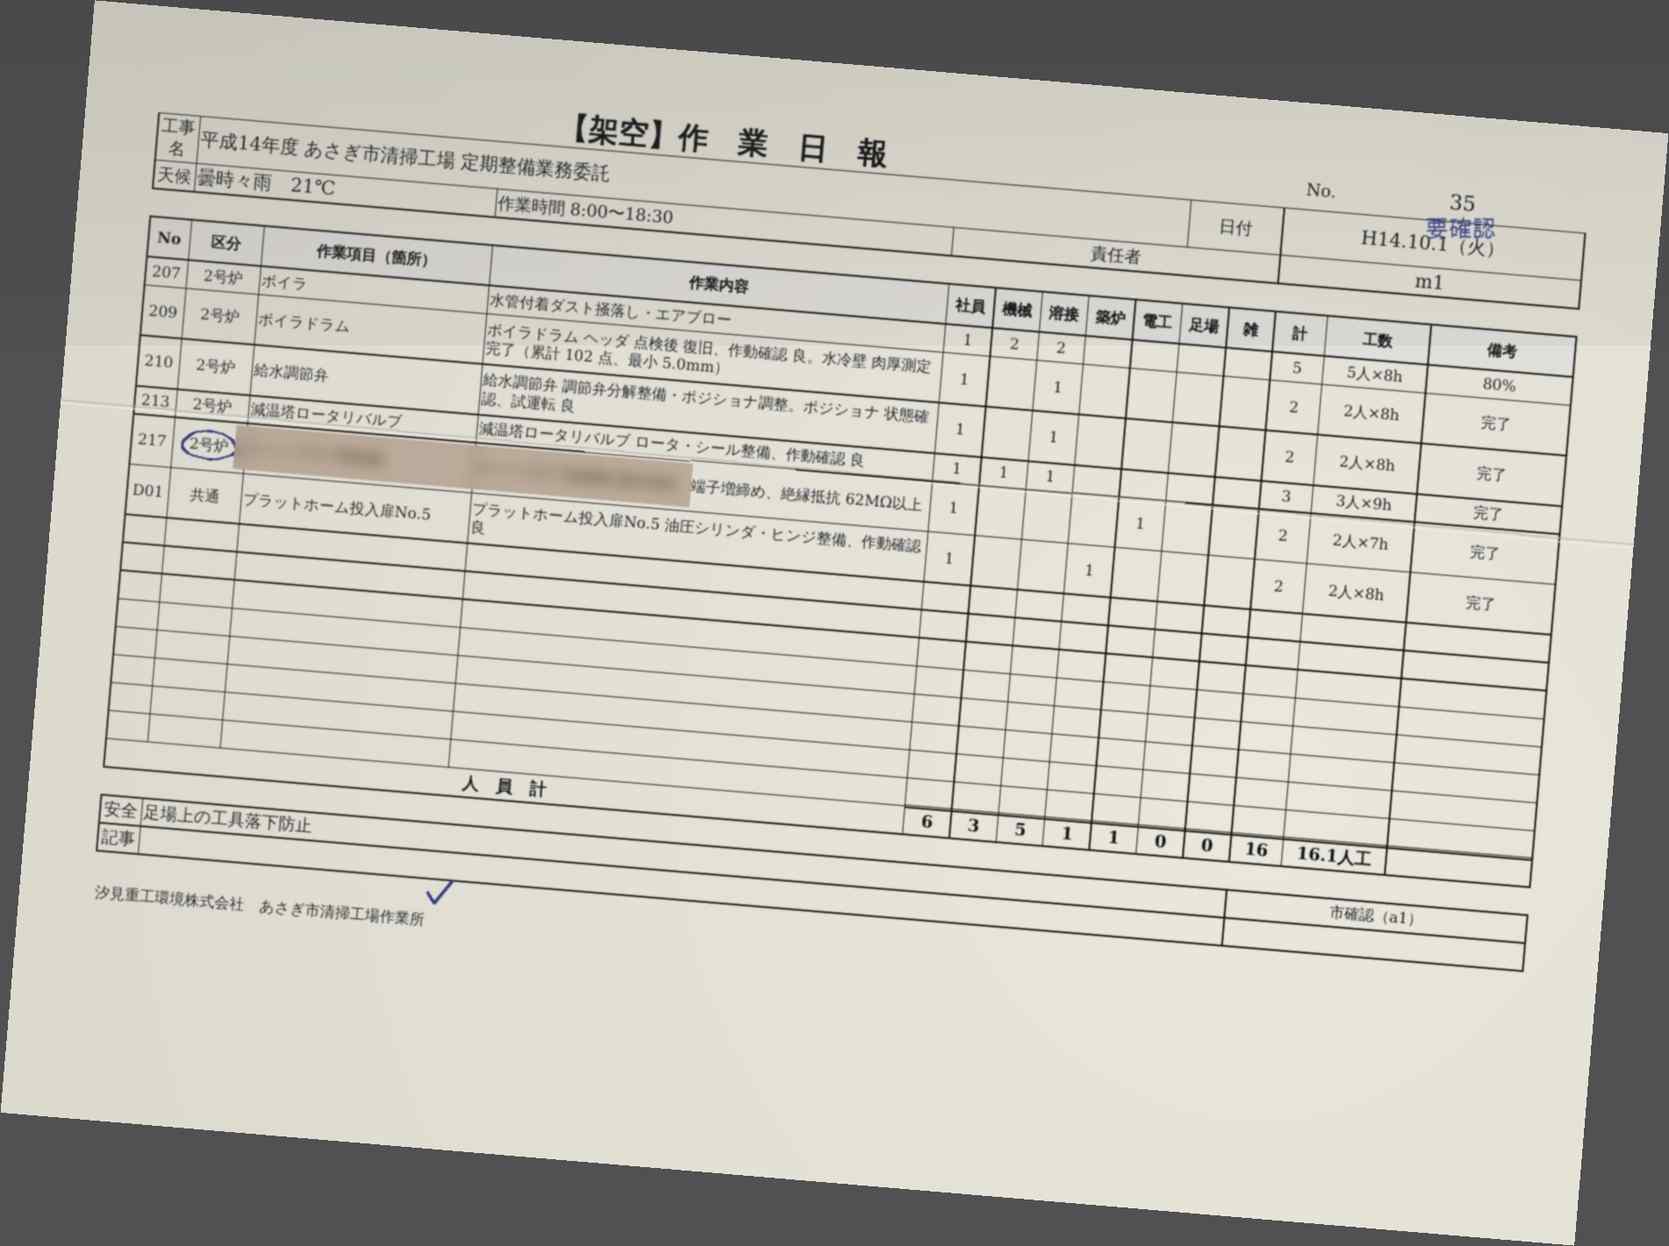 【架空】作 業 日 報
No. 35
工事名 平成14年度 あさぎ市清掃工場 定期整備業務委託 日付 H14.10.1（火）
要確認
天候 曇時々雨 21℃ 作業時間 8:00〜18:30 責任者 m1
No 区分 作業項目（箇所） 作業内容 社員 機械 溶接 築炉 電工 足場 雑 計 工数 備考
207 2号炉 ボイラ 水管付着ダスト掻落し・エアブロー 1 2 2 5 5人×8h 80%
209 2号炉 ボイラドラム ボイラドラム ヘッダ 点検後 復旧、作動確認 良。水冷壁 肉厚測定
完了（累計 102 点、最小 5.0mm） 1 1 2 2人×8h 完了
210 2号炉 給水調節弁 給水調節弁 調節弁分解整備・ポジショナ調整。ポジショナ 状態確
認、試運転 良 1 1 2 2人×8h 完了
213 2号炉 減温塔ロータリバルブ 減温塔ロータリバルブ ロータ・シール整備、作動確認 良 1 1 1 3 3人×9h 完了
217 2号炉 端子増締め、絶縁抵抗 62MΩ以上 1 1 2 2人×7h 完了
D01 共通 プラットホーム投入扉No.5 プラットホーム投入扉No.5 油圧シリンダ・ヒンジ整備、作動確認
良 1 1 2 2人×8h 完了
人 員 計 6 3 5 1 1 0 0 16 16.1人工
安全 足場上の工具落下防止 市確認（a1）
記事
汐見重工環境株式会社 あさぎ市清掃工場作業所